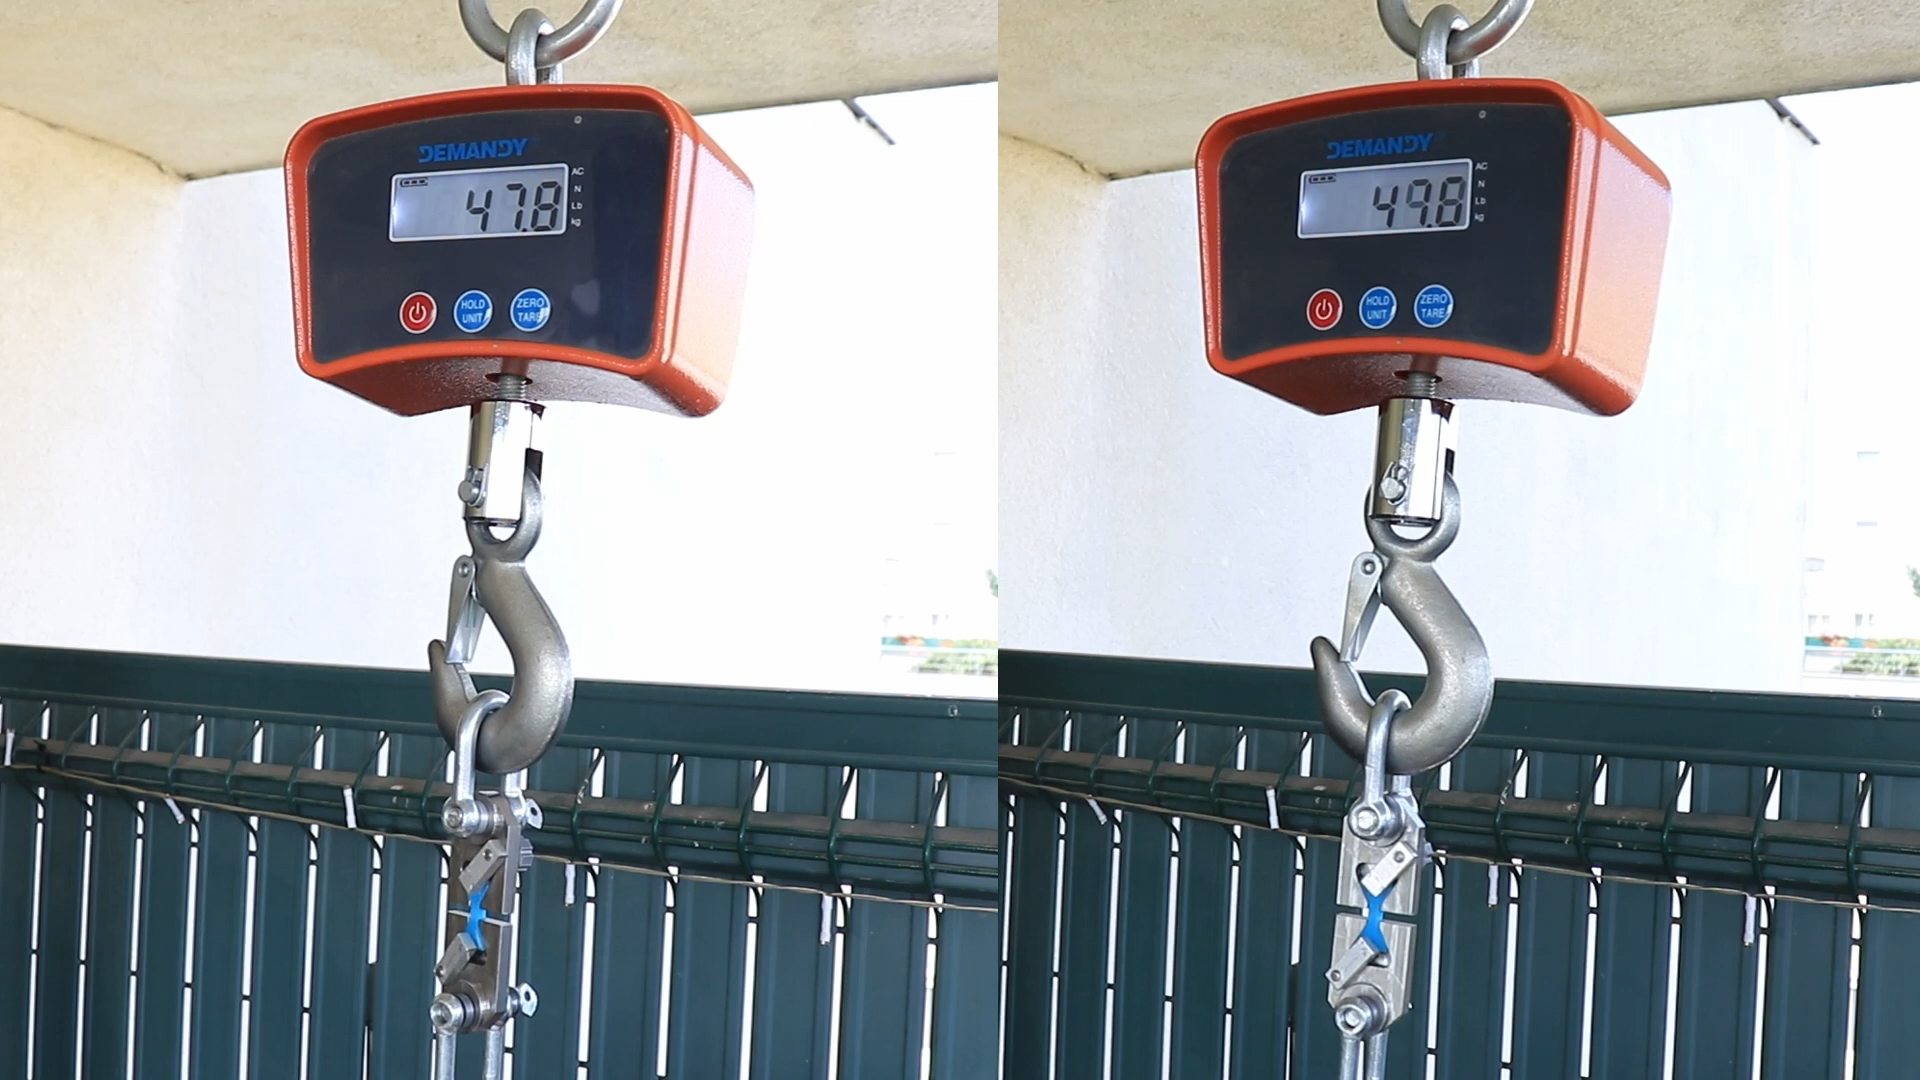 DEMANDY
47.8
AC
N
Lb
kg
HOLD
UNIT
ZERO
TARE
DEMANDY
49.8
AC
N
Lb
kg
HOLD
UNIT
ZERO
TARE